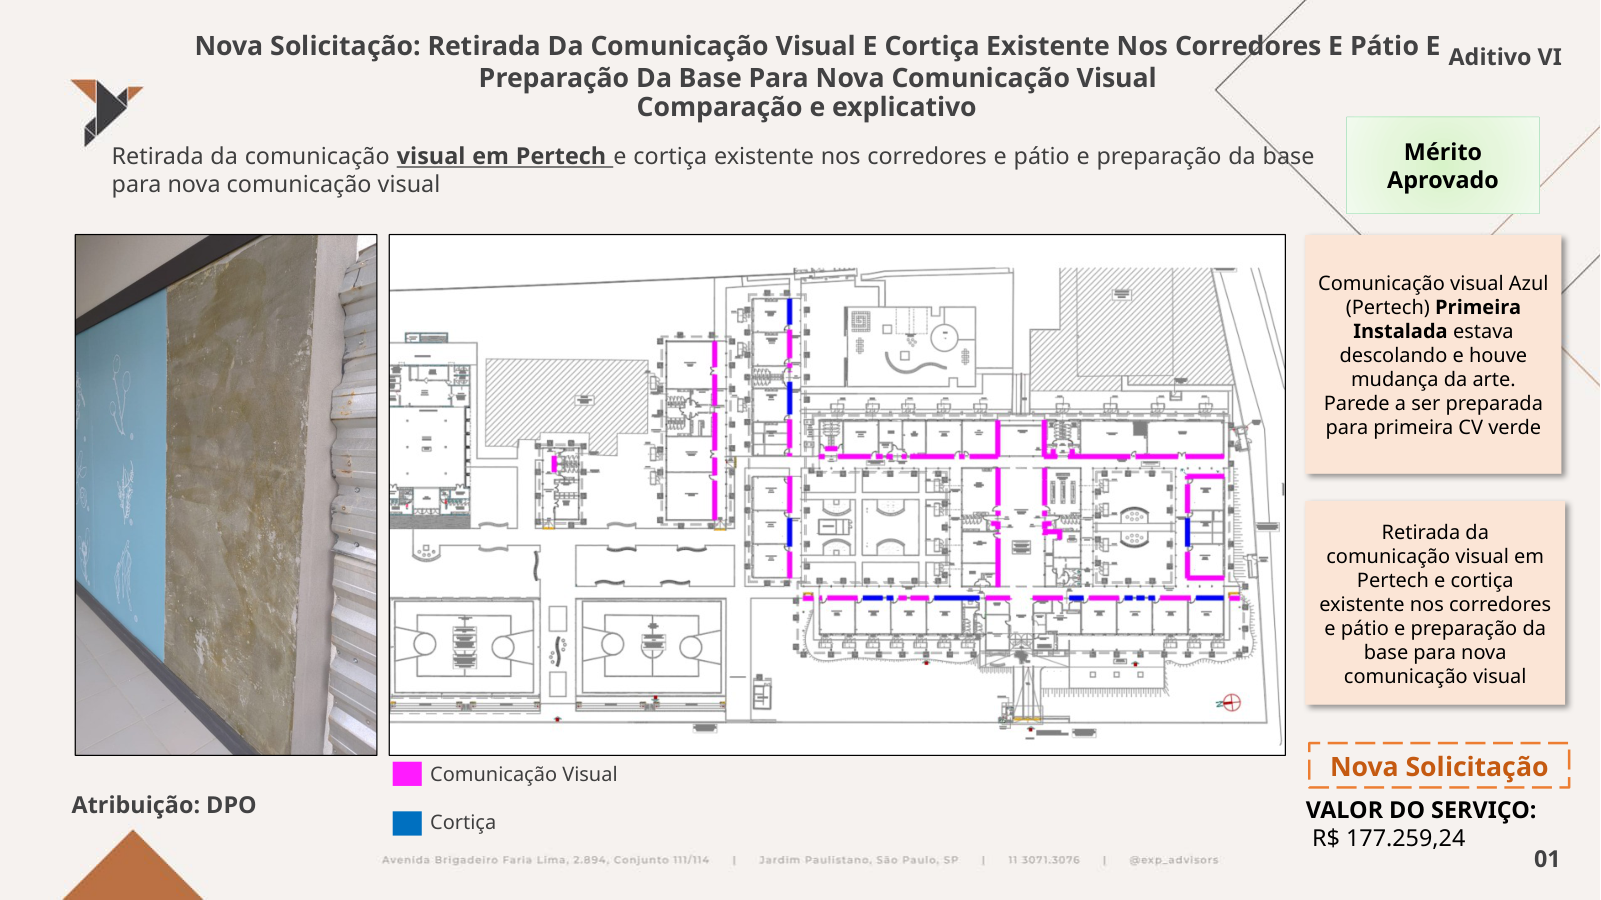 Nova Solicitação: Retirada Da Comunicação Visual E Cortiça Existente Nos Corredores E Pátio E
Preparação Da Base Para Nova Comunicação Visual
Comparação e explicativo
Aditivo VI
Retirada da comunicação visual em Pertech e cortiça existente nos corredores e pátio e preparação da base
para nova comunicação visual
Mérito
Aprovado
Comunicação visual Azul
(Pertech) Primeira
Instalada estava
descolando e houve
mudança da arte.
Parede a ser preparada
para primeira CV verde
Retirada da
comunicação visual em
Pertech e cortiça
existente nos corredores
e pátio e preparação da
base para nova
comunicação visual
Comunicação Visual
Cortiça
Atribuição: DPO
Nova Solicitação
VALOR DO SERVIÇO:
R$ 177.259,24
Avenida Brigadeiro Faria Lima, 2.894, Conjunto 111/114 | Jardim Paulistano, São Paulo, SP | 11 3071.3076 | @exp_advisors
01